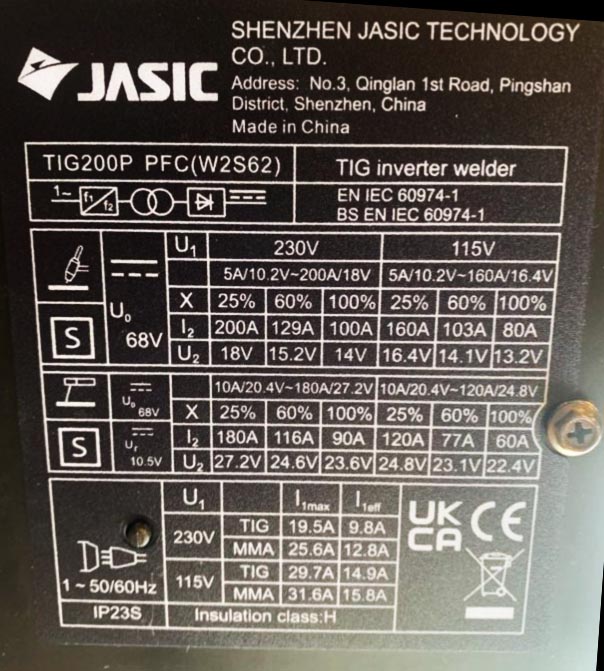 JASIC
SHENZHEN JASIC TECHNOLOGY
CO., LTD.
Address: No.3, Qinglan 1st Road, Pingshan
District, Shenzhen, China
Made in China
TIG200P PFC(W2S62)
TIG inverter welder
1~ f1 f2
EN IEC 60974-1
BS EN IEC 60974-1
U1 230V 115V
5A/10.2V~200A/18V 5A/10.2V~160A/16.4V
U0 68V
S
X 25% 60% 100% 25% 60% 100%
I2 200A 129A 100A 160A 103A 80A
U2 18V 15.2V 14V 16.4V 14.1V 13.2V
10A/20.4V~180A/27.2V 10A/20.4V~120A/24.8V
U0 68V
X 25% 60% 100% 25% 60% 100%
S
Ur 10.5V
I2 180A 116A 90A 120A 77A 60A
U2 27.2V 24.6V 23.6V 24.8V 23.1V 22.4V
U1 I1max I1eff
230V TIG 19.5A 9.8A
MMA 25.6A 12.8A
115V TIG 29.7A 14.9A
MMA 31.6A 15.8A
1~50/60Hz
IP23S Insulation class:H
UK
CA
CE